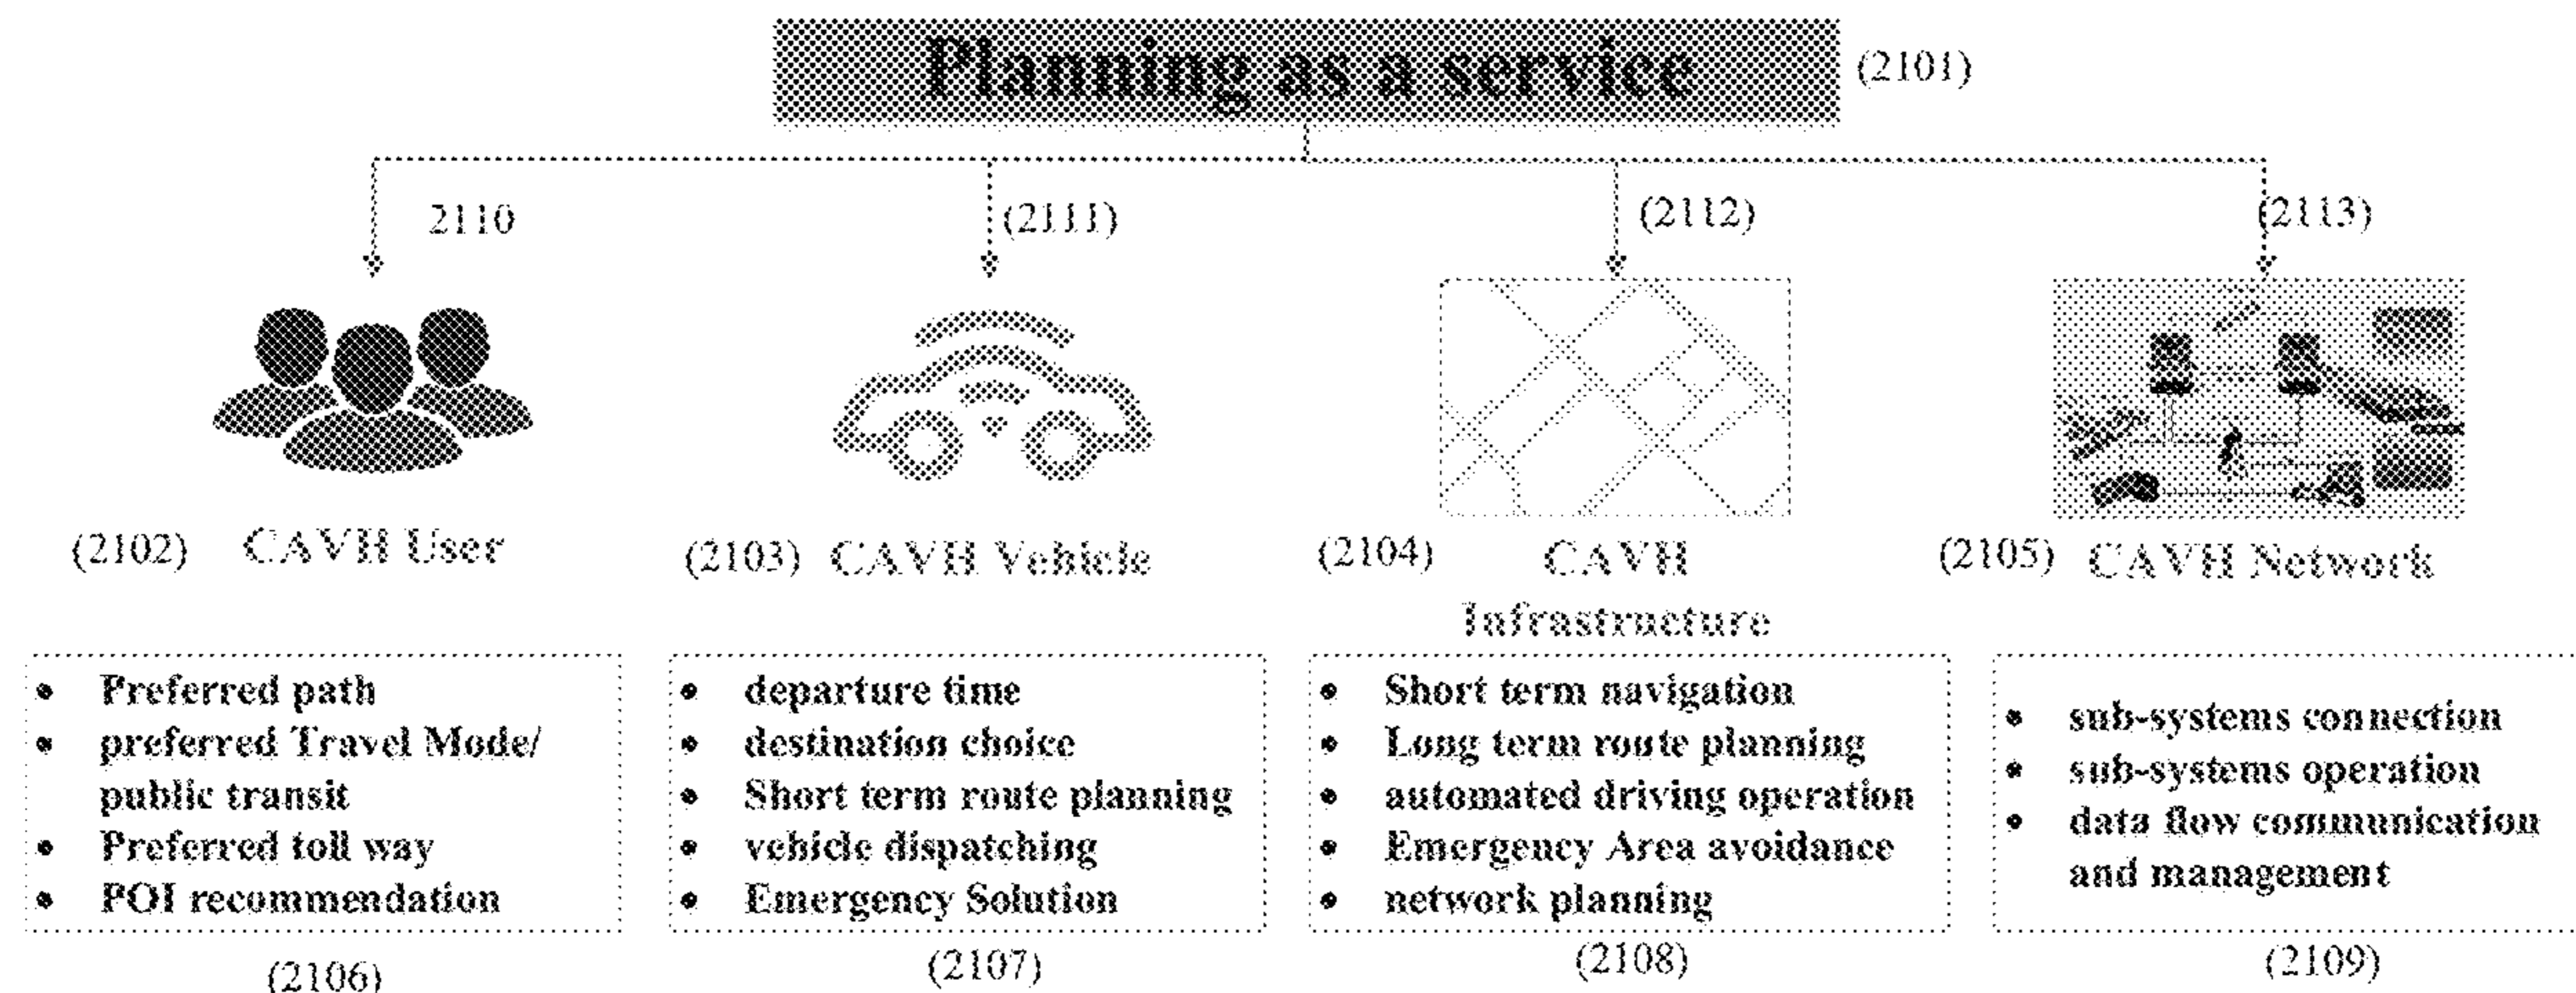 Planning as a service (2101)
2110 (2111) (2112) (2113)
(2102) CAVH User
(2103) CAVH Vehicle
(2104) CAVH
Infrastructure
(2105) CAVH Network
• Preferred path
• preferred Travel Mode/
public transit
• Preferred toll way
• POI recommendation
(2106)
• departure time
• destination choice
• Short term route planning
• vehicle dispatching
• Emergency Solution
(2107)
• Short term navigation
• Long term route planning
• automated driving operation
• Emergency Area avoidance
• network planning
(2108)
• sub-systems connection
• sub-systems operation
• data flow communication
and management
(2109)